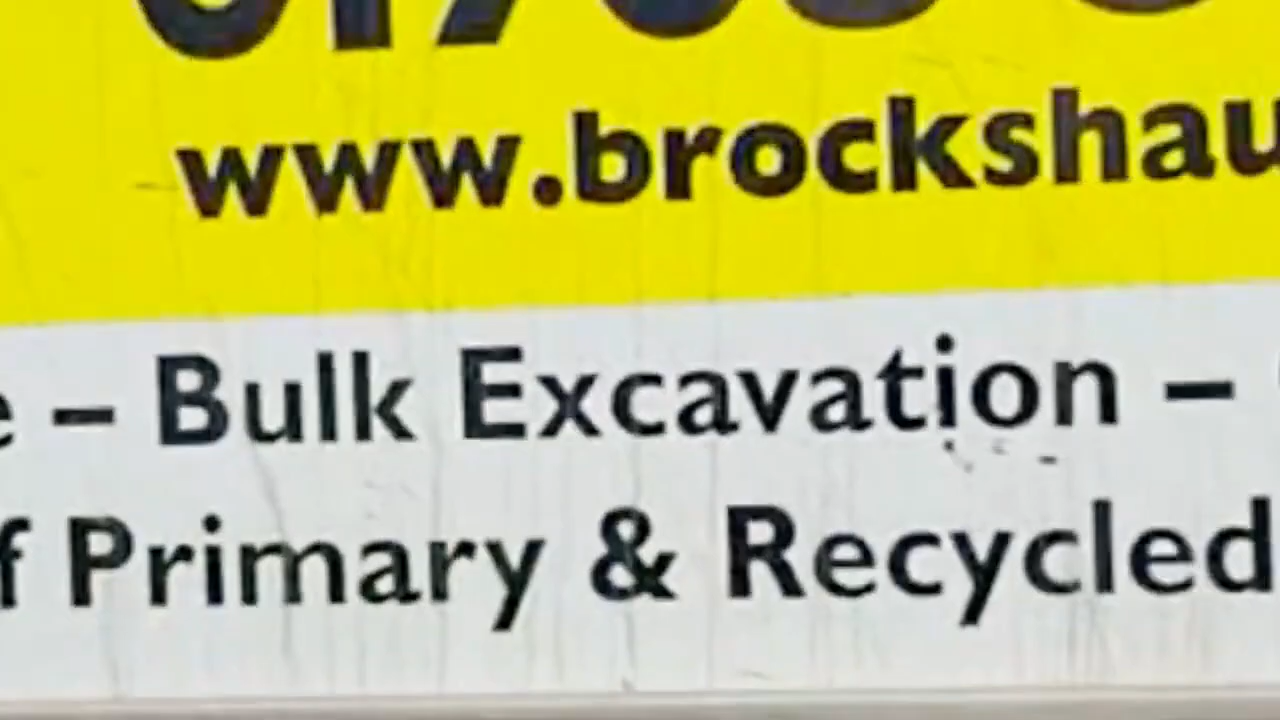 www.brockshau
e – Bulk Excavation –
f Primary & Recycled